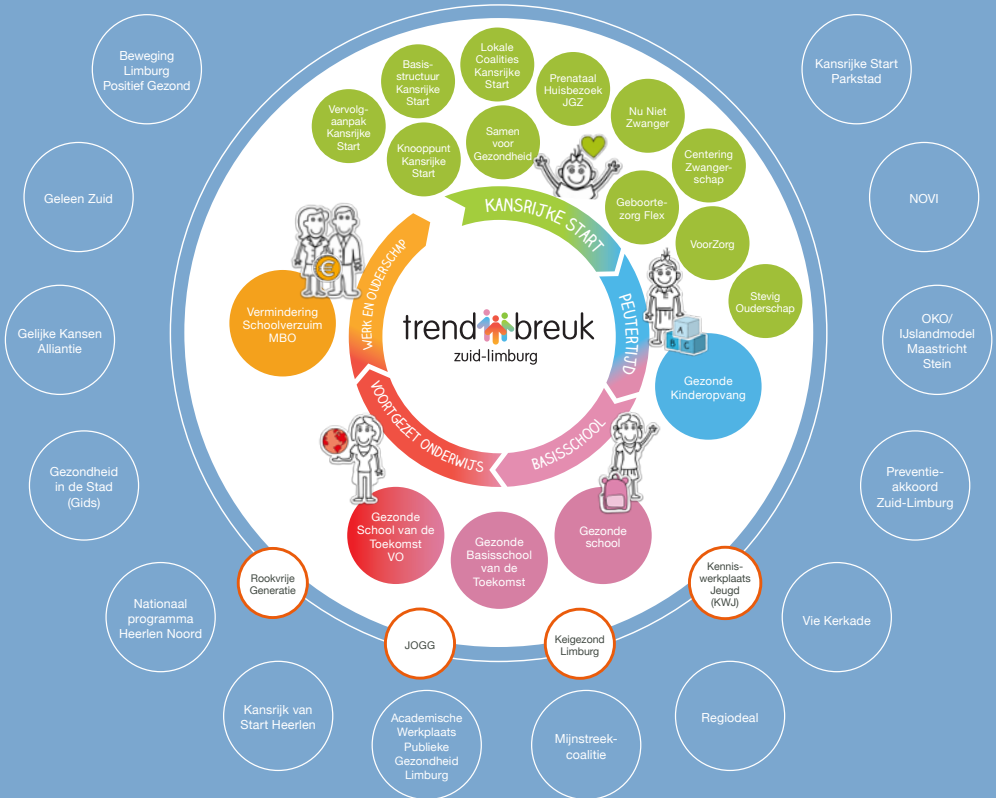 Beweging
Limburg
Positief Gezond
Geleen Zuid
Gelijke Kansen
Alliantie
Gezondheid
in de Stad
(Gids)
Nationaal
programma
Heerlen Noord
Kansrijk van
Start Heerlen
Academische
Werkplaats
Publieke
Gezondheid
Limburg
Mijnstreek-
coalitie
Regiodeal
Vie Kerkade
Preventie-
akkoord
Zuid-Limburg
OKO/
IJslandmodel
Maastricht
Stein
NOVI
Kansrijke Start
Parkstad
Vervolg-
aanpak
Kansrijke
Start
Basis-
structuur
Kansrijke
Start
Lokale
Coalities
Kansrijke
Start
Prenataal
Huisbezoek
JGZ
Nu Niet
Zwanger
Centering
Zwanger-
schap
Knooppunt
Kansrijke
Start
Samen
voor
Gezondheid
Geboorte-
zorg Flex
VoorZorg
Stevig
Ouderschap
KANSRIJKE START
PEUTERTIJD
BASISSCHOOL
VOORTGEZET ONDERWIJS
WERK EN OUDERSCHAP
trendbreuk
zuid-limburg
€
A
B C
Vermindering
Schoolverzuim
MBO
Gezonde
Kinderopvang
Gezonde
school
Gezonde
Basisschool
van de
Toekomst
Gezonde
School van de
Toekomst
VO
Rookvrije
Generatie
JOGG
Keigezond
Limburg
Kennis-
werkplaats
Jeugd
(KWJ)